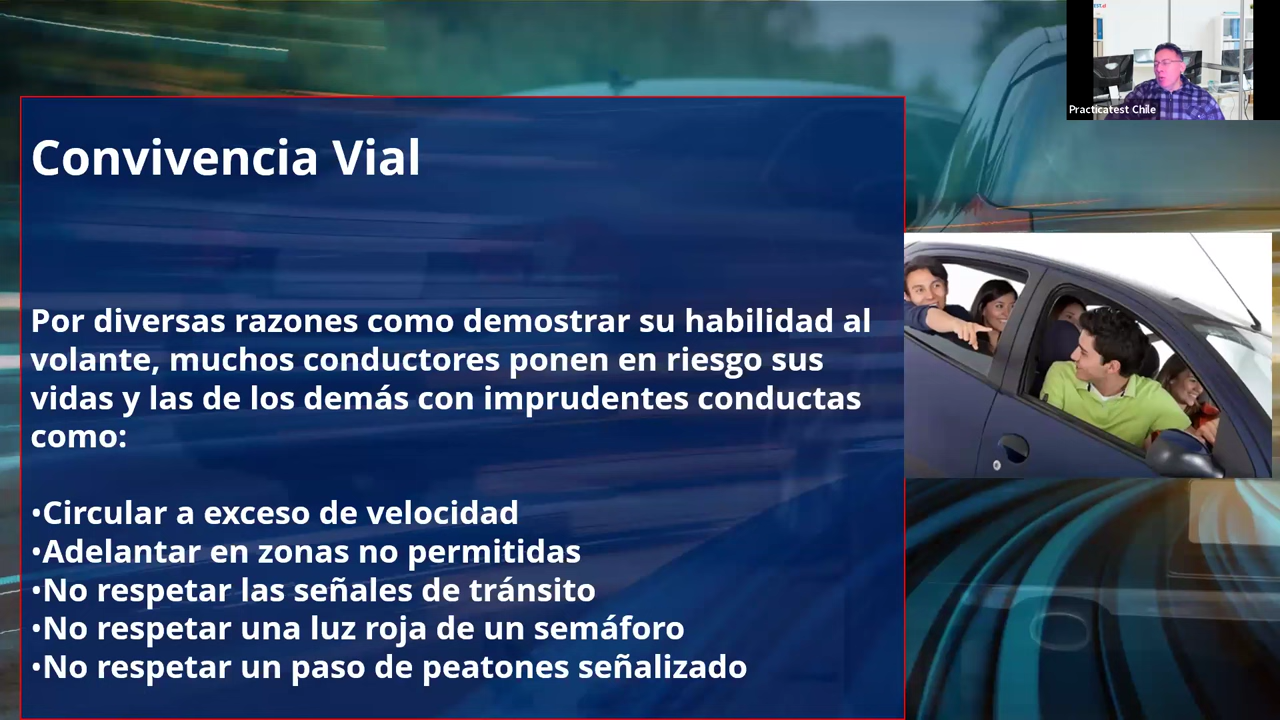 Convivencia Vial
Por diversas razones como demostrar su habilidad al
volante, muchos conductores ponen en riesgo sus
vidas y las de los demás con imprudentes conductas
como:
•Circular a exceso de velocidad
•Adelantar en zonas no permitidas
•No respetar las señales de tránsito
•No respetar una luz roja de un semáforo
•No respetar un paso de peatones señalizado
Practicatest Chile